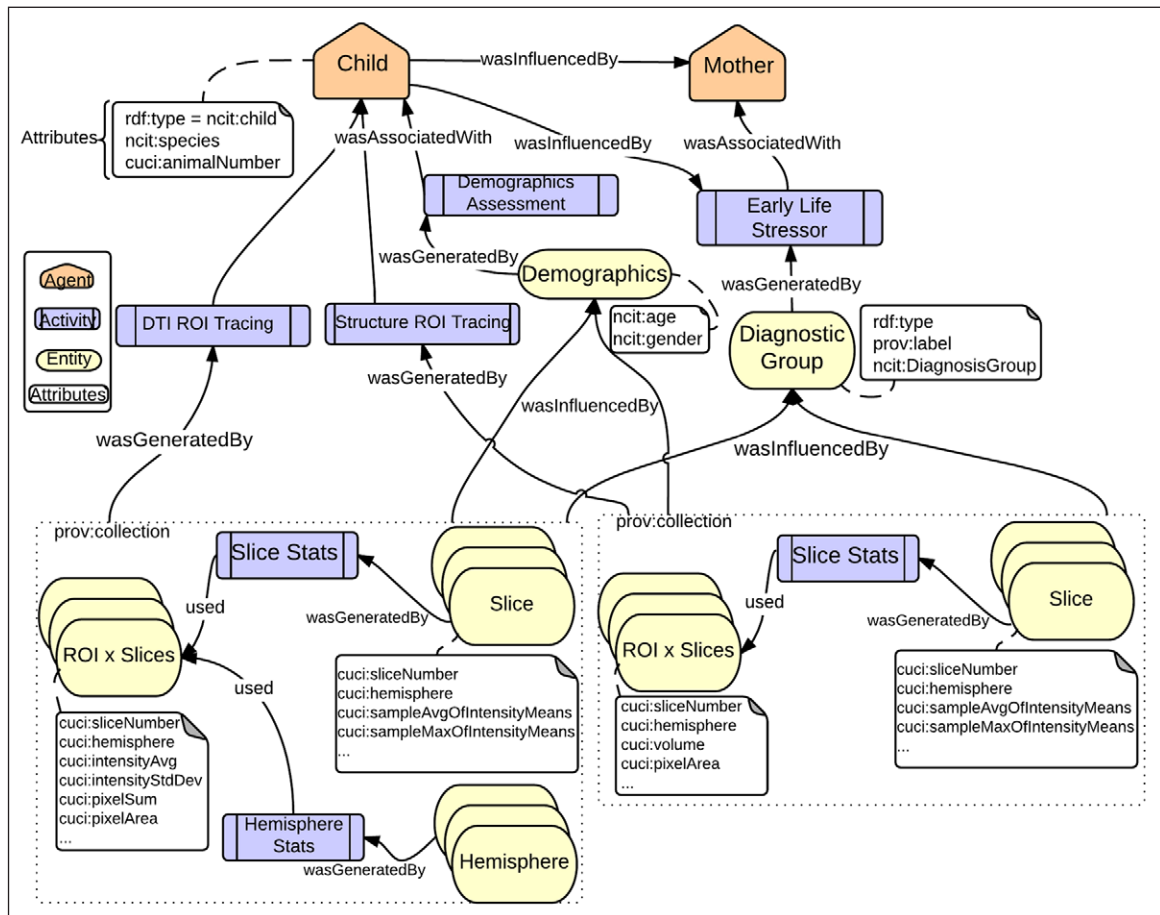 Child
wasInfluencedBy
Mother
Attributes
rdf:type = ncit:child
ncit:species
cuci:animalNumber
wasAssociatedWith
wasInfluencedBy
wasAssociatedWith
Demographics
Assessment
Early Life
Stressor
wasGeneratedBy
Demographics
wasGeneratedBy
Agent
Activity
Entity
Attributes
DTI ROI Tracing
Structure ROI Tracing
ncit:age
ncit:gender
Diagnostic
Group
rdf:type
prov:label
ncit:DiagnosisGroup
wasGeneratedBy
wasInfluencedBy
wasGeneratedBy
wasInfluencedBy
prov:collection
Slice Stats
Slice
used
wasGeneratedBy
ROI x Slices
used
cuci:sliceNumber
cuci:hemisphere
cuci:sampleAvgOfIntensityMeans
cuci:sampleMaxOfIntensityMeans
...
cuci:sliceNumber
cuci:hemisphere
cuci:intensityAvg
cuci:intensityStdDev
cuci:pixelSum
cuci:pixelArea
...
Hemisphere
Stats
wasGeneratedBy
Hemisphere
prov:collection
Slice Stats
Slice
used
wasGeneratedBy
ROI x Slices
cuci:sliceNumber
cuci:hemisphere
cuci:sampleAvgOfIntensityMeans
cuci:sampleMaxOfIntensityMeans
...
cuci:sliceNumber
cuci:hemisphere
cuci:volume
cuci:pixelArea
...